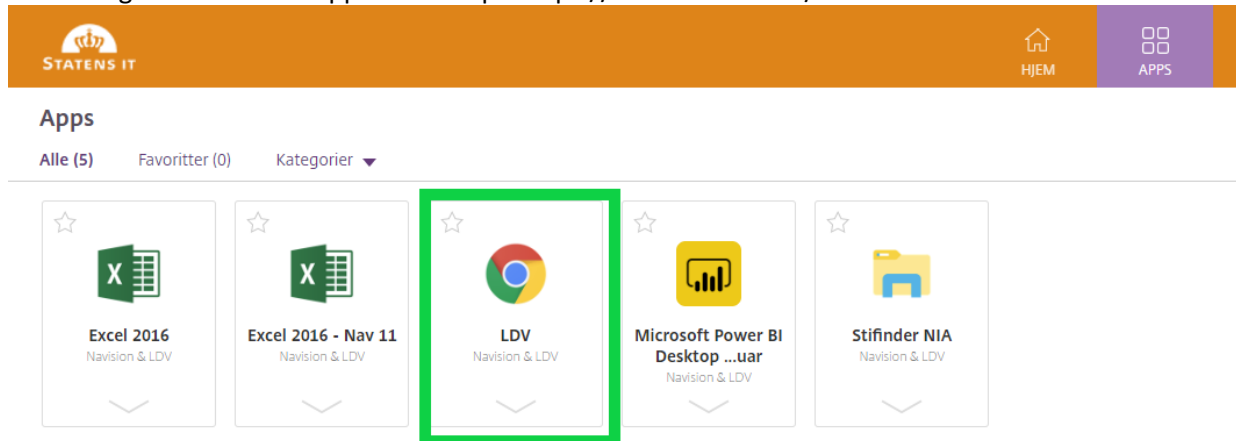 STATENS IT
HJEM
APPS
Apps
Alle (5) Favoritter (0) Kategorier
Excel 2016
Navision & LDV
Excel 2016 - Nav 11
Navision & LDV
LDV
Navision & LDV
Microsoft Power BI
Desktop ...uar
Navision & LDV
Stifinder NIA
Navision & LDV